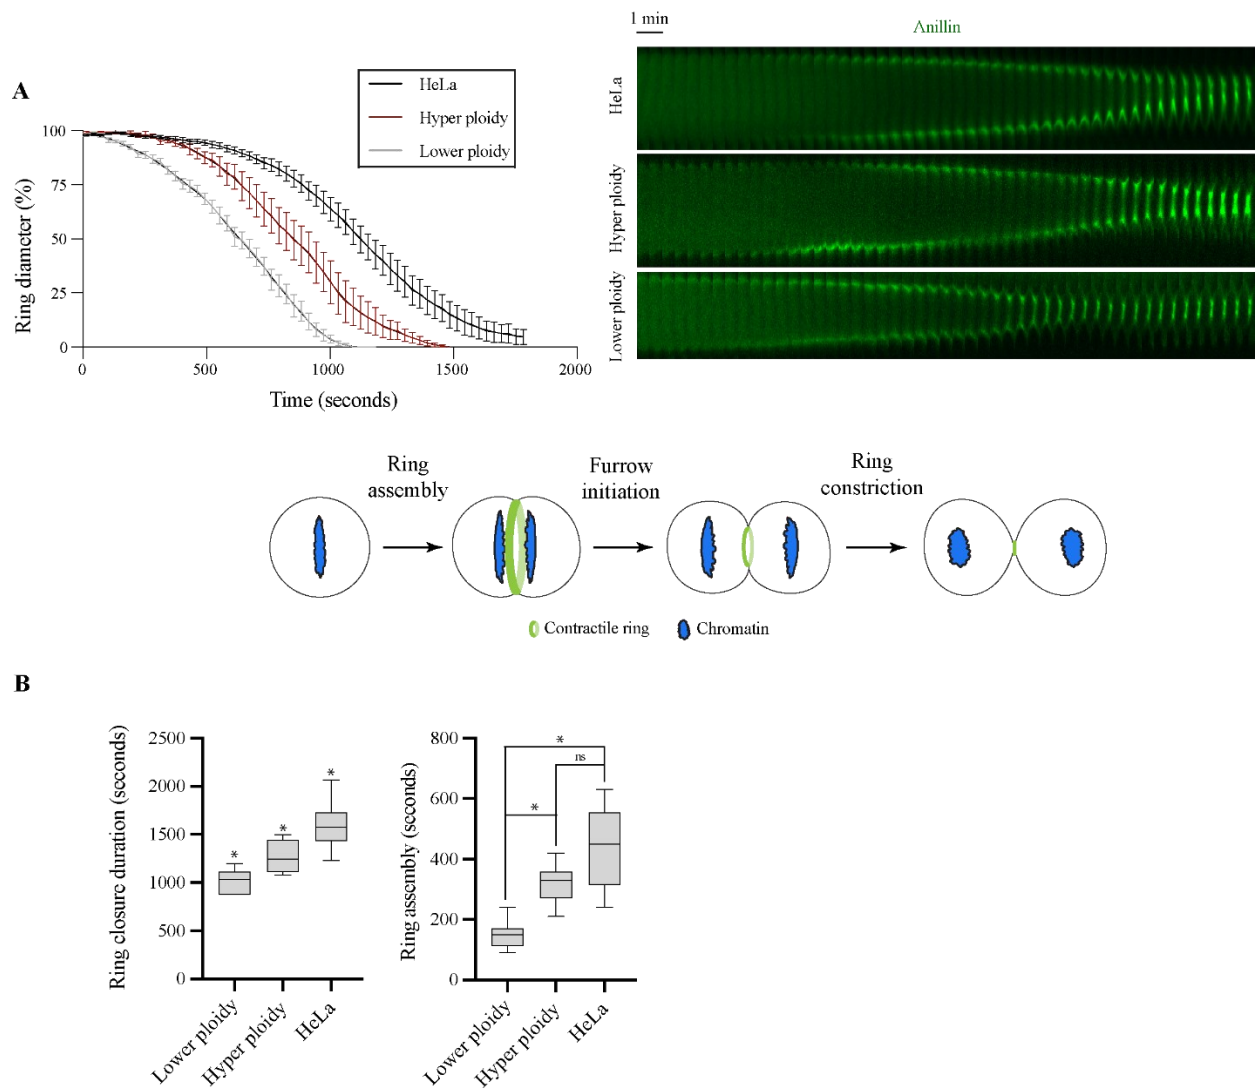 1 min
Anillin
A
HeLa
Hyper ploidy
Lower ploidy
100
75
50
25
0
Ring diameter (%)
0
500
1000
1500
2000
Time (seconds)
HeLa
Hyper ploidy
Lower ploidy
Ring
assembly
Furrow
initiation
Ring
constriction
Contractile ring
Chromatin
B
Ring closure duration (seconds)
2500
2000
1500
1000
500
0
*
*
*
Lower ploidy
Hyper ploidy
HeLa
Ring assembly (seconds)
800
600
400
200
0
*
ns
*
Lower ploidy
Hyper ploidy
HeLa